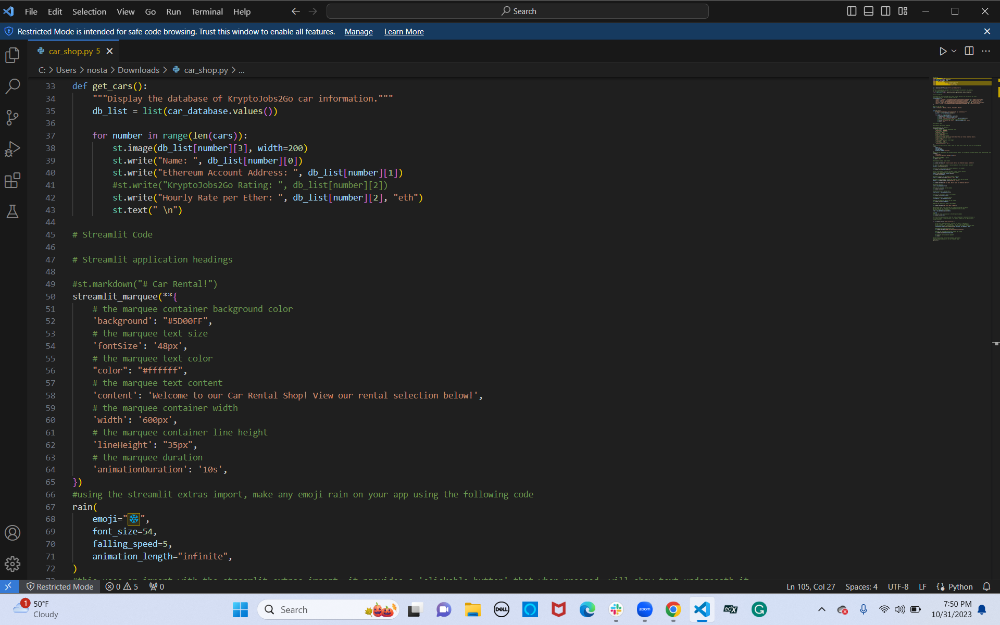 File Edit Selection View Go Run Terminal Help Search
Restricted Mode is intended for safe code browsing. Trust this window to enable all features. Manage Learn More
car_shop.py 5
C: > Users > nosta > Downloads > car_shop.py > ...
33 def get_cars():
34 """Display the database of KryptoJobs2Go car information."""
35 db_list = list(car_database.values())
36
37 for number in range(len(cars)):
38 st.image(db_list[number][3], width=200)
39 st.write("Name: ", db_list[number][0])
40 st.write("Ethereum Account Address: ", db_list[number][1])
41 #st.write("KryptoJobs2Go Rating: ", db_list[number][2])
42 st.write("Hourly Rate per Ether: ", db_list[number][2], "eth")
43 st.text(" \n")
44
45 # Streamlit Code
46
47 # Streamlit application headings
48
49 #st.markdown("# Car Rental!")
50 streamlit_marquee(**{
51 # the marquee container background color
52 'background': "#5D00FF",
53 # the marquee text size
54 'fontSize': '48px',
55 # the marquee text color
56 "color": "#ffffff",
57 # the marquee text content
58 'content': 'Welcome to our Car Rental Shop! View our rental selection below!',
59 # the marquee container width
60 'width': '600px',
61 # the marquee container line height
62 'lineHeight': "35px",
63 # the marquee duration
64 'animationDuration': '10s',
65 })
66 #using the streamlit extras import, make any emoji rain on your app using the following code
67 rain(
68 emoji="❄",
69 font_size=54,
70 falling_speed=5,
71 animation_length="infinite",
72 )
Restricted Mode 0 5 0 Ln 105, Col 27 Spaces: 4 UTF-8 LF Python
1 50°F
Cloudy
Search
DELL
zoom
edX
7:50 PM
10/31/2023